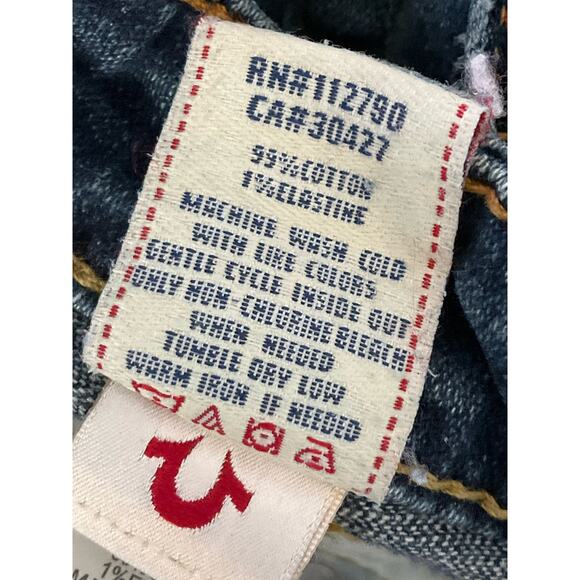 RN#112790
CA#30427
99%COTTON
1%ELASTINE
MACHINE WASH COLD
WITH LIKE COLORS
GENTLE CYCLE INSIDE OUT
ONLY NON-CHLORINE BLEACH
WHEN NEEDED
TUMBLE DRY LOW
WARM IRON IF NEEDED